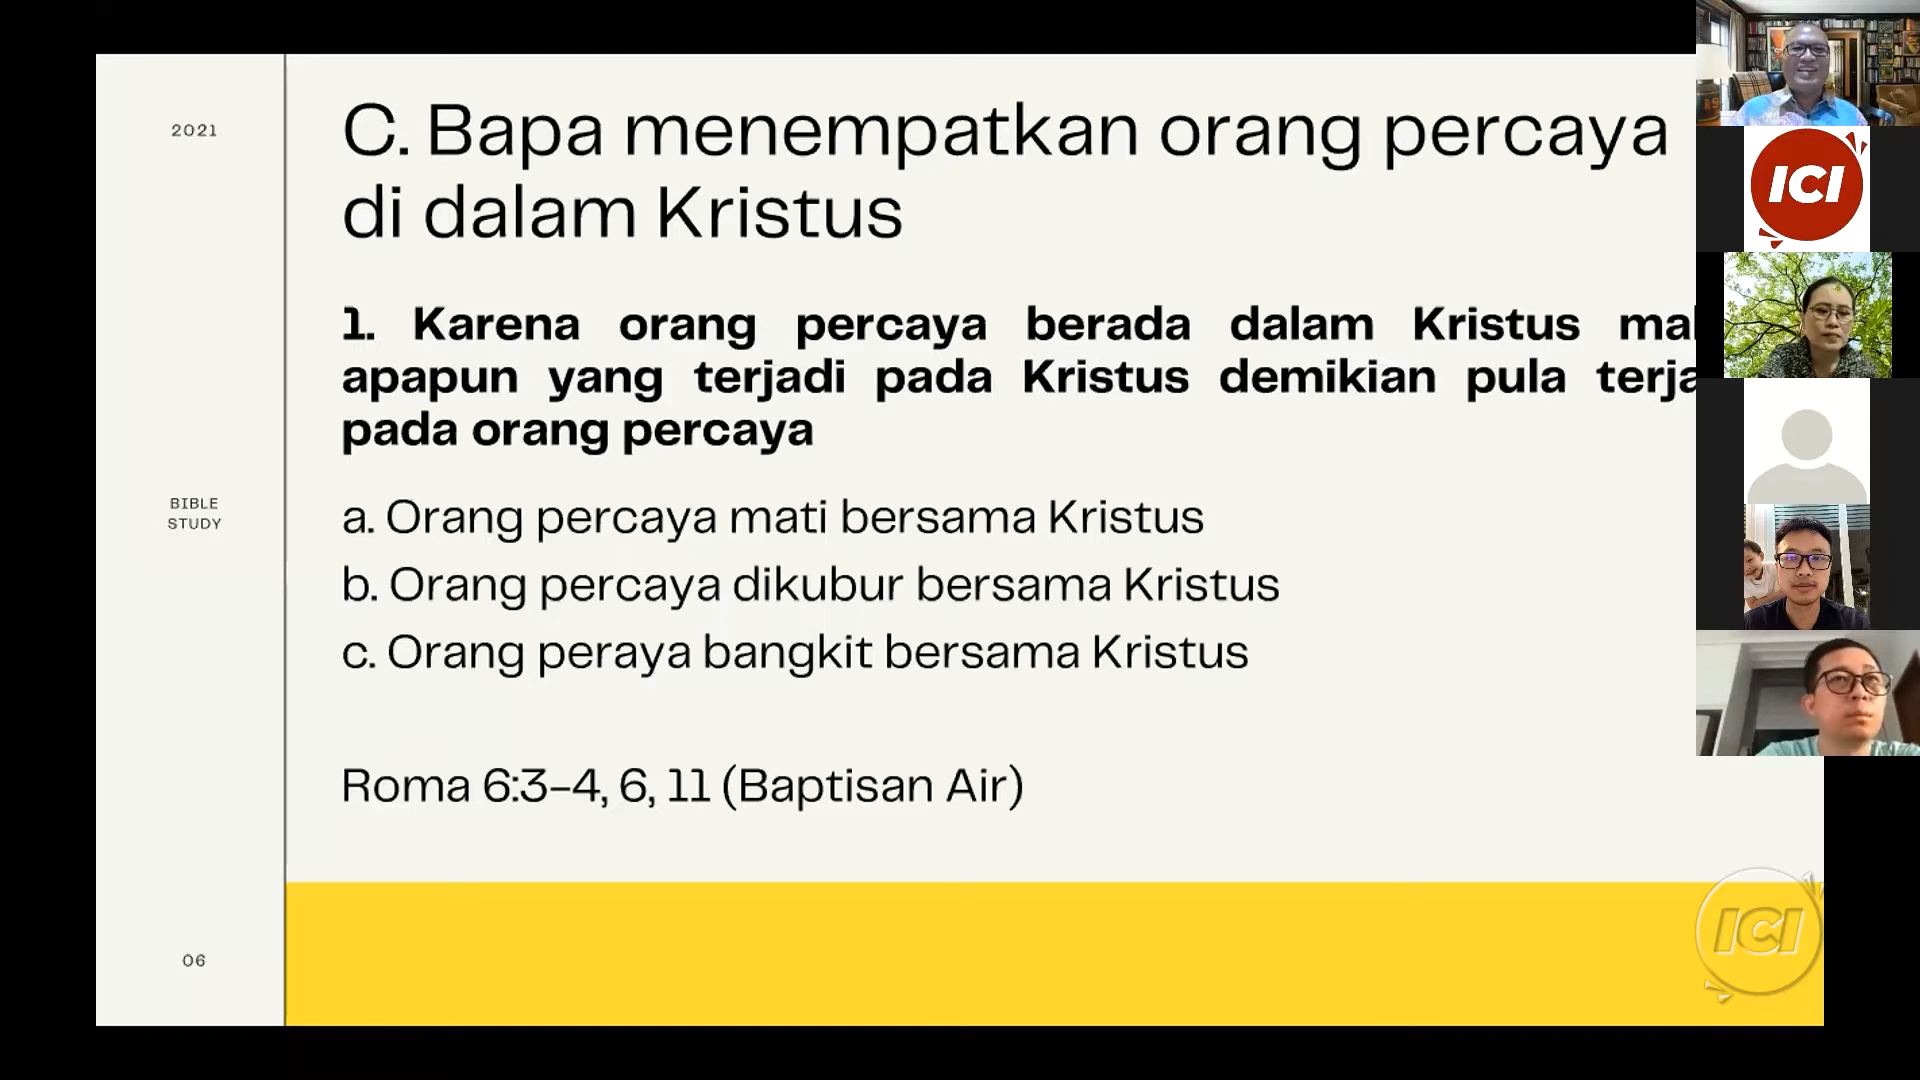 2021
C. Bapa menempatkan orang percaya
di dalam Kristus
1. Karena orang percaya berada dalam Kristus
apapun yang terjadi pada Kristus demikian pula
pada orang percaya
BIBLE
STUDY
a. Orang percaya mati bersama Kristus
b. Orang percaya dikubur bersama Kristus
c. Orang peraya bangkit bersama Kristus
Roma 6:3-4, 6, 11 (Baptisan Air)
06
ICI
ICI